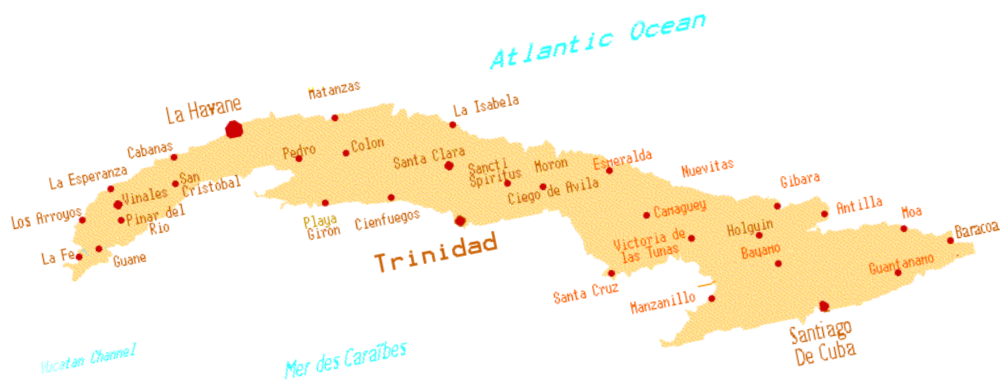 Atlantic Ocean
Matanzas
La Havane
La Isabela
Cabanas
Pedro
Colon
Santa Clara
Sancti
Spiritus
Moron
Esmeralda
Nuevitas
La Esperanza
Vinales
San
Cristobal
Ciego de Avila
Gibara
Los Arroyos
Pinar del
Rio
Playa
Giron
Cienfuegos
Camaguey
Antilla
Moa
Baracoa
La Fe
Guane
Trinidad
Victoria de
las Tunas
Holguin
Bayamo
Guantanamo
Santa Cruz
Manzanillo
Santiago
De Cuba
Yucatan Channel
Mer des Caraïbes